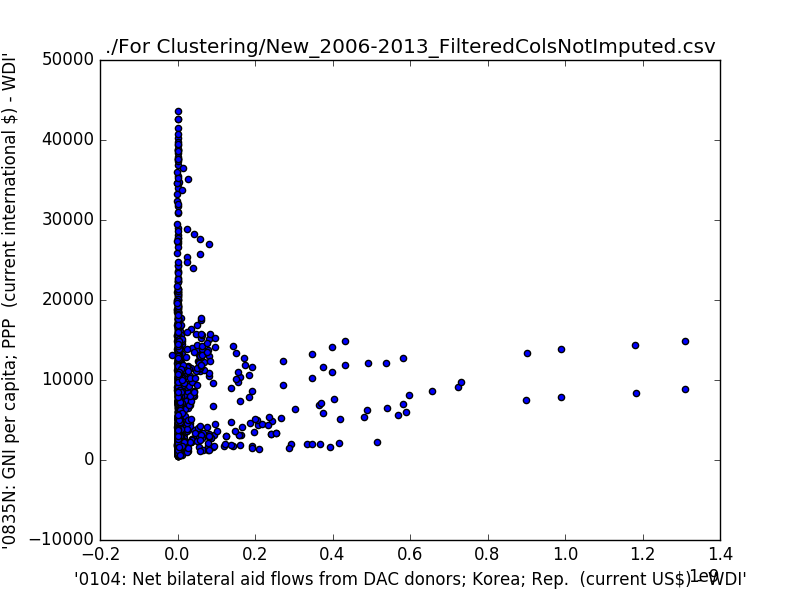 ./For Clustering/New_2006-2013_FilteredColsNotImputed.csv
'0835N: GNI per capita; PPP  (current international $) - WDI'
50000
40000
30000
20000
10000
0
−10000
−0.2 0.0 0.2 0.4 0.6 0.8 1.0 1.2 1.4
1e9
'0104: Net bilateral aid flows from DAC donors; Korea; Rep.  (current US$) - WDI'